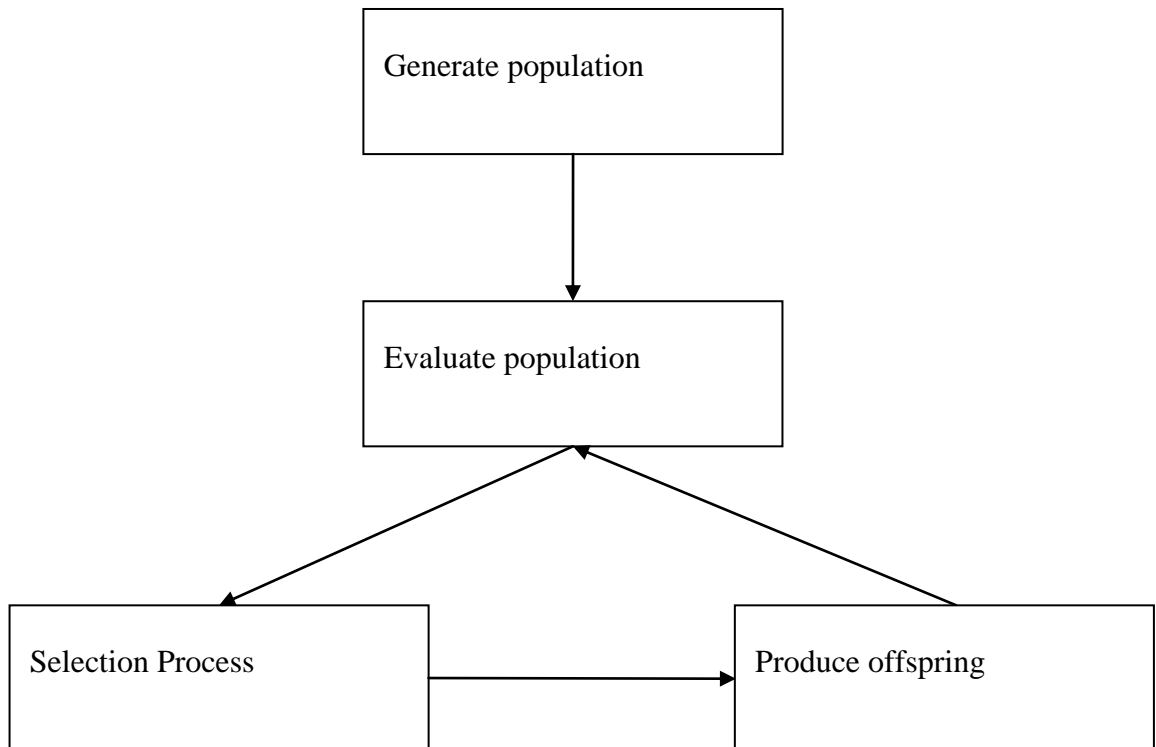 Generate population
Evaluate population
Selection Process
Produce offspring